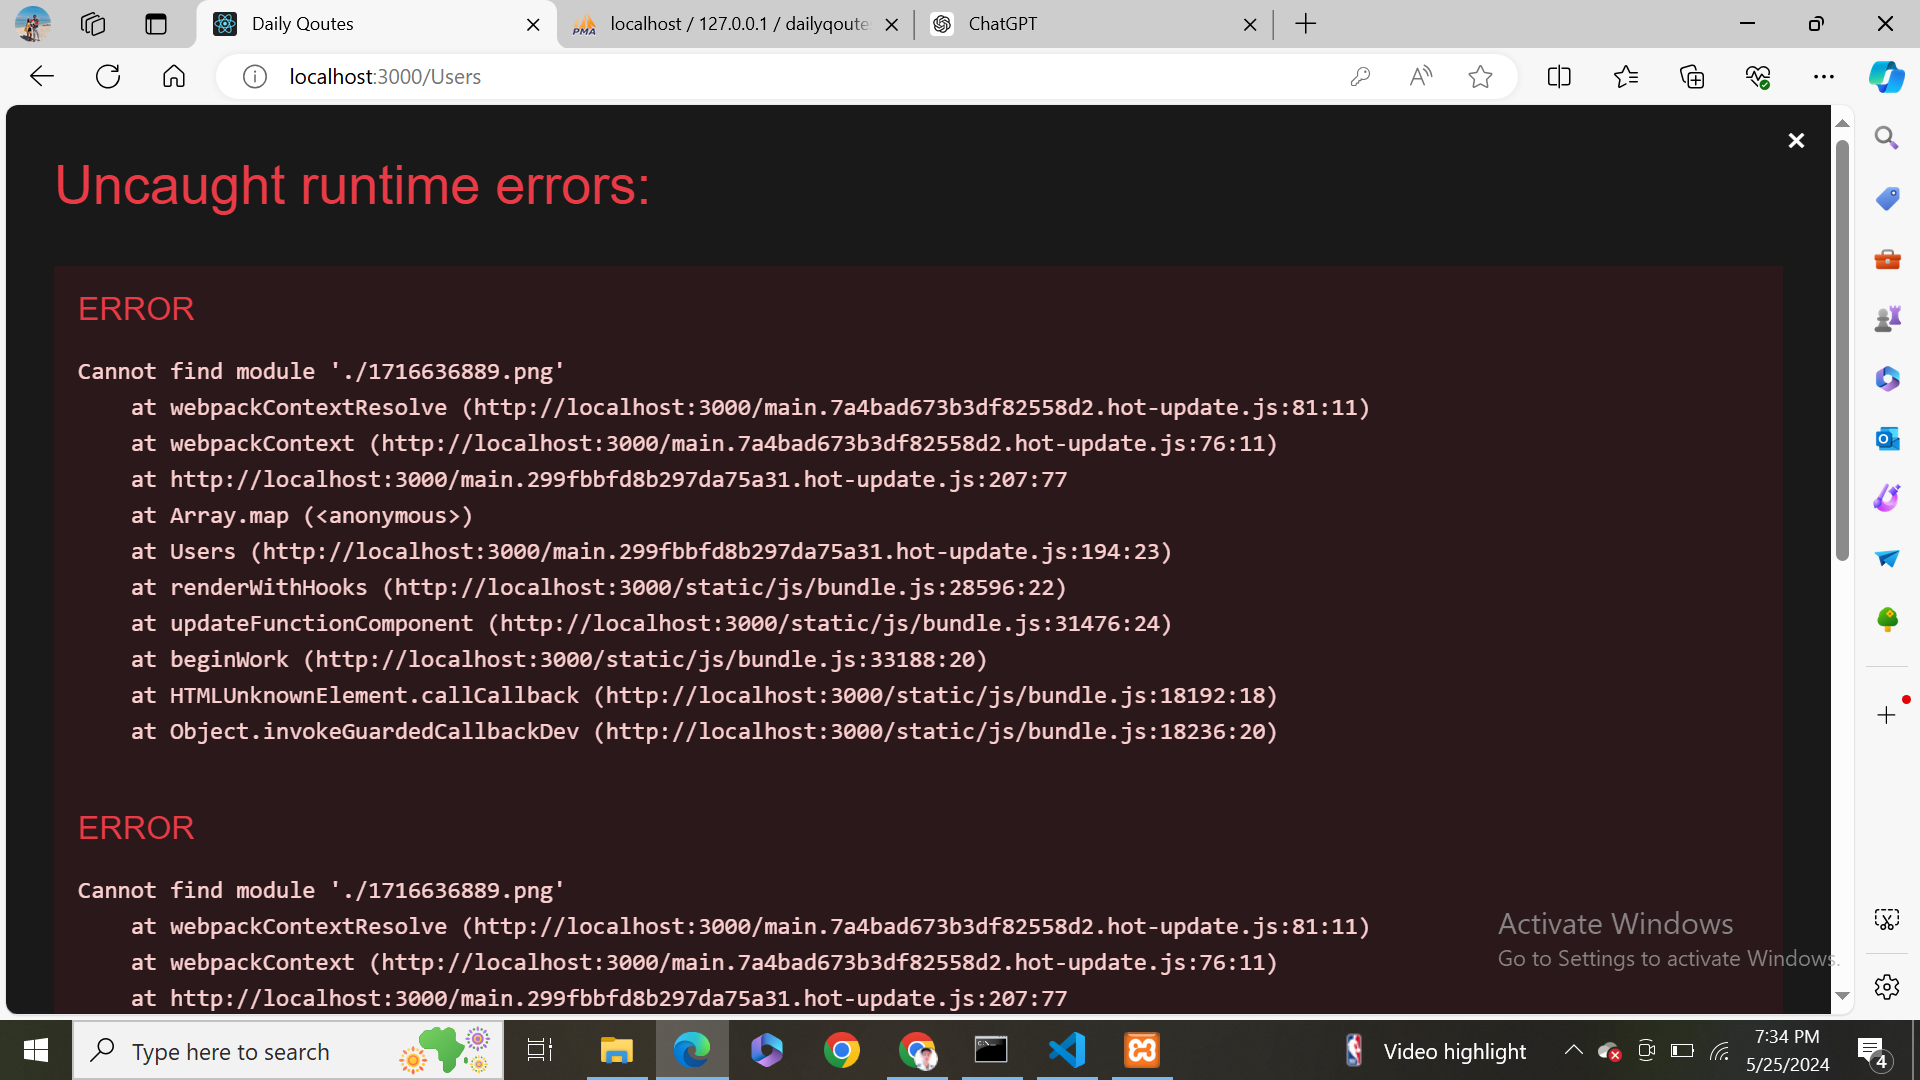 Daily Qoutes
PMA
localhost / 127.0.0.1 / dailyqoute
ChatGPT
localhost:3000/Users
Uncaught runtime errors:
ERROR
Cannot find module './1716636889.png'
at webpackContextResolve (http://localhost:3000/main.7a4bad673b3df82558d2.hot-update.js:81:11)
at webpackContext (http://localhost:3000/main.7a4bad673b3df82558d2.hot-update.js:76:11)
at http://localhost:3000/main.299fbbfd8b297da75a31.hot-update.js:207:77
at Array.map (<anonymous>)
at Users (http://localhost:3000/main.299fbbfd8b297da75a31.hot-update.js:194:23)
at renderWithHooks (http://localhost:3000/static/js/bundle.js:28596:22)
at updateFunctionComponent (http://localhost:3000/static/js/bundle.js:31476:24)
at beginWork (http://localhost:3000/static/js/bundle.js:33188:20)
at HTMLUnknownElement.callCallback (http://localhost:3000/static/js/bundle.js:18192:18)
at Object.invokeGuardedCallbackDev (http://localhost:3000/static/js/bundle.js:18236:20)
ERROR
Cannot find module './1716636889.png'
at webpackContextResolve (http://localhost:3000/main.7a4bad673b3df82558d2.hot-update.js:81:11)
at webpackContext (http://localhost:3000/main.7a4bad673b3df82558d2.hot-update.js:76:11)
at http://localhost:3000/main.299fbbfd8b297da75a31.hot-update.js:207:77
Activate Windows
Go to Settings to activate Windows.
Type here to search
Video highlight
7:34 PM
5/25/2024
4